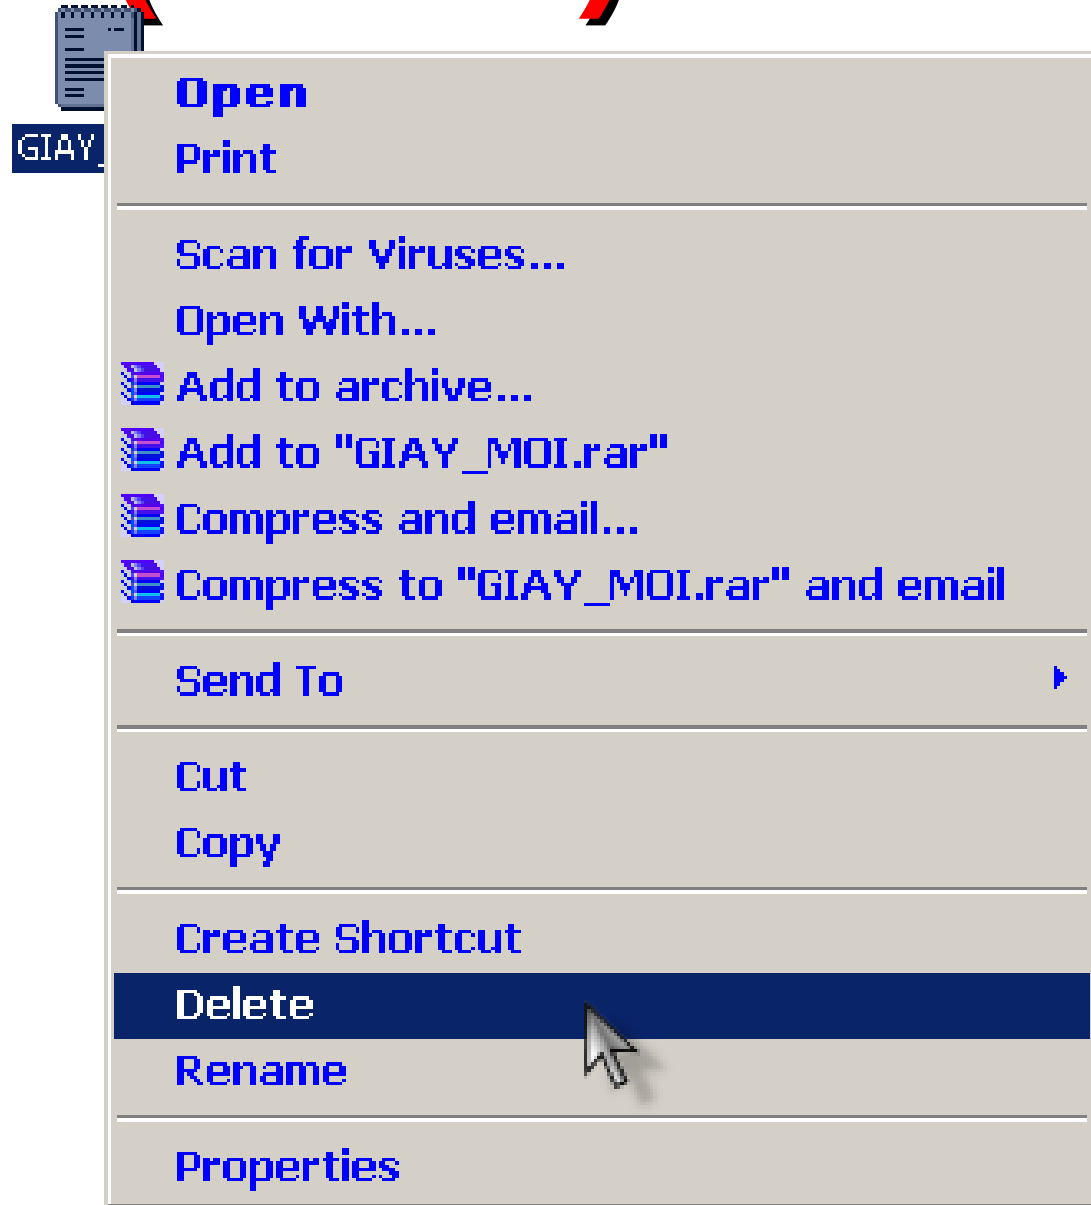 Open
GIAY_
Print
Scan for Viruses...
Open With...
Add to archive...
Add to "GIAY_MOI.rar"
Compress and email...
Compress to "GIAY_MOI.rar" and email
Send To
Cut
Copy
Create Shortcut
Delete
Rename
Properties